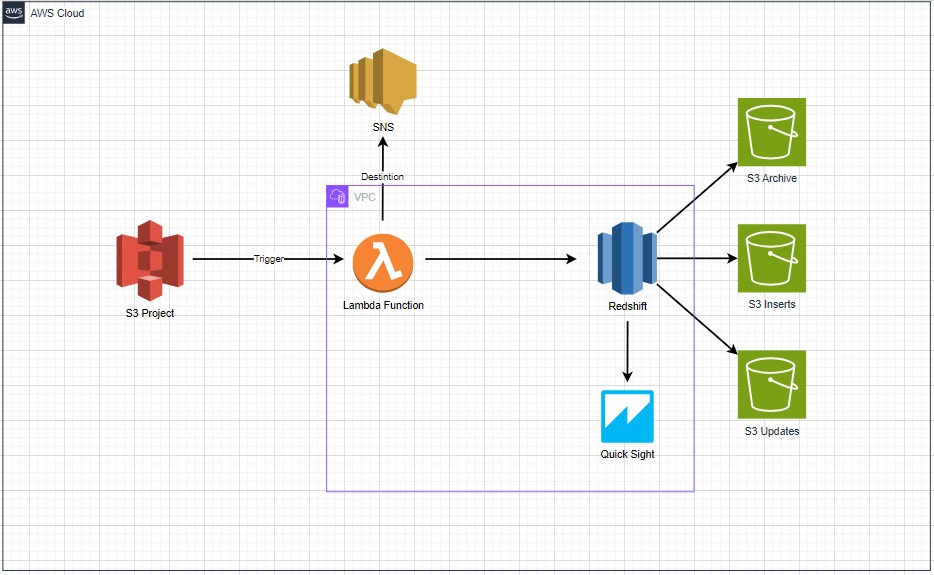 aws
AWS Cloud
SNS
Destintion
VPC
S3 Archive
Trigger
S3 Project
Lambda Function
Redshift
S3 Inserts
Quick Sight
S3 Updates